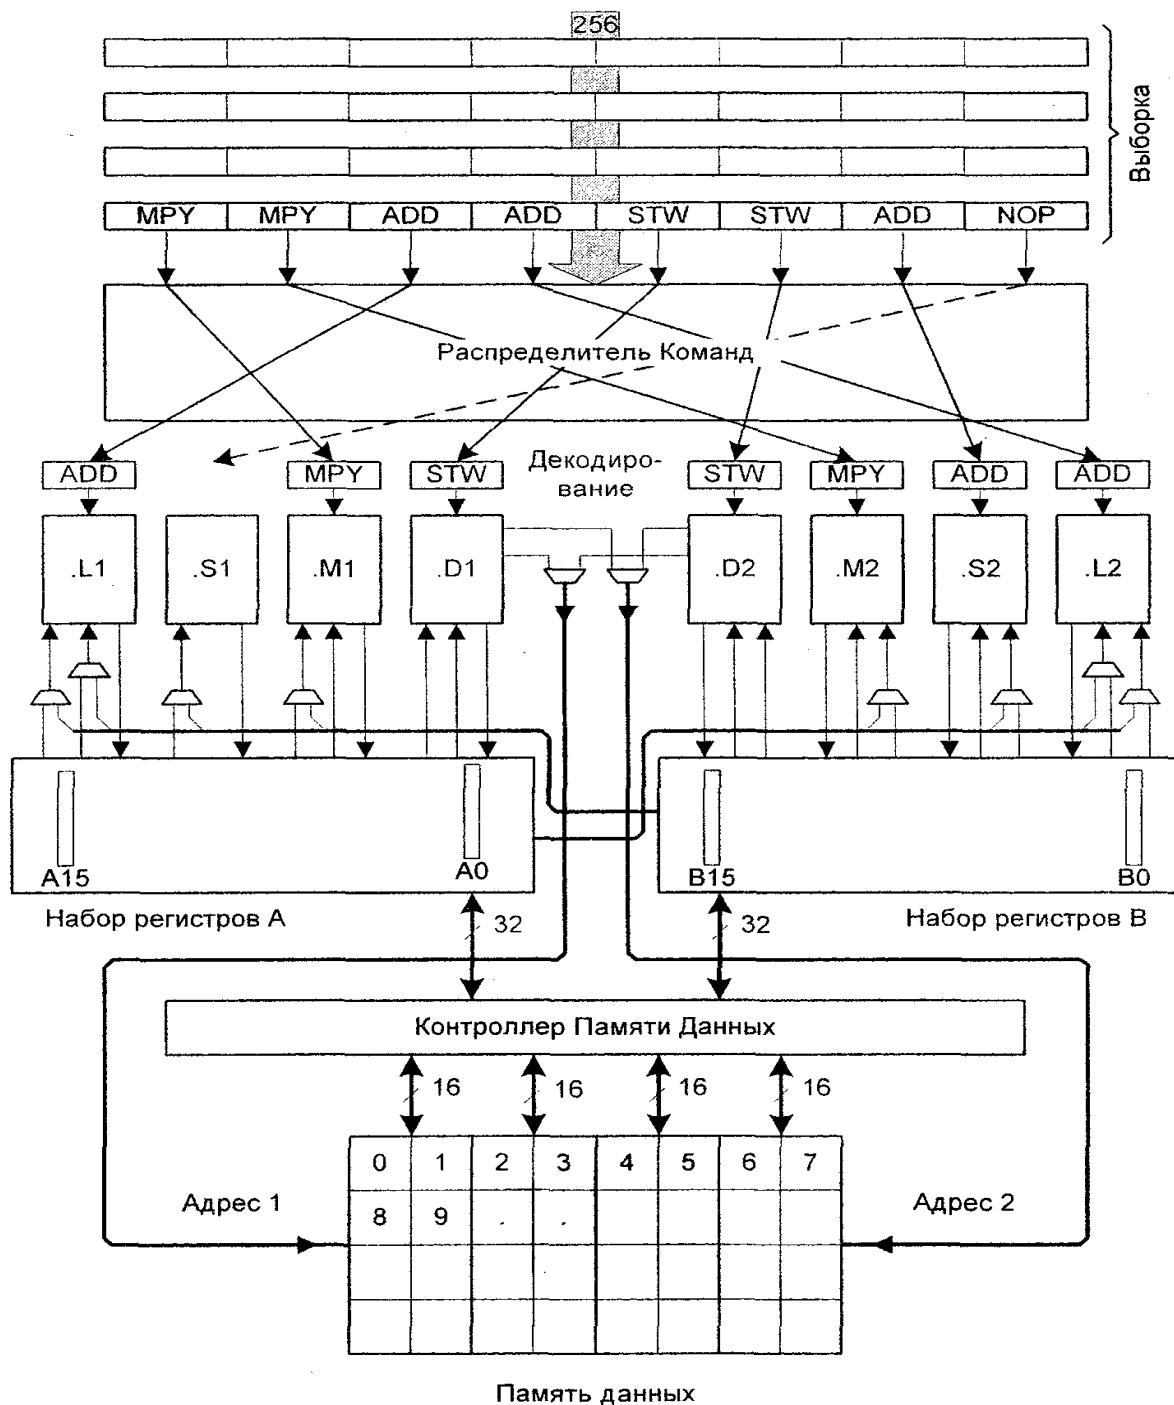 256
Выборка
MPY MPY ADD ADD STW STW ADD NOP
Распределитель Команд
ADD MPY STW Декодиро- STW MPY ADD ADD
вание
.L1 .S1 .M1 .D1 .D2 .M2 .S2 .L2
A15 A0 B15 B0
Набор регистров А 32 32 Набор регистров В
Контроллер Памяти Данных
16 16 16 16
0 1 2 3 4 5 6 7
Адрес 1 8 9 . . Адрес 2
Память данных